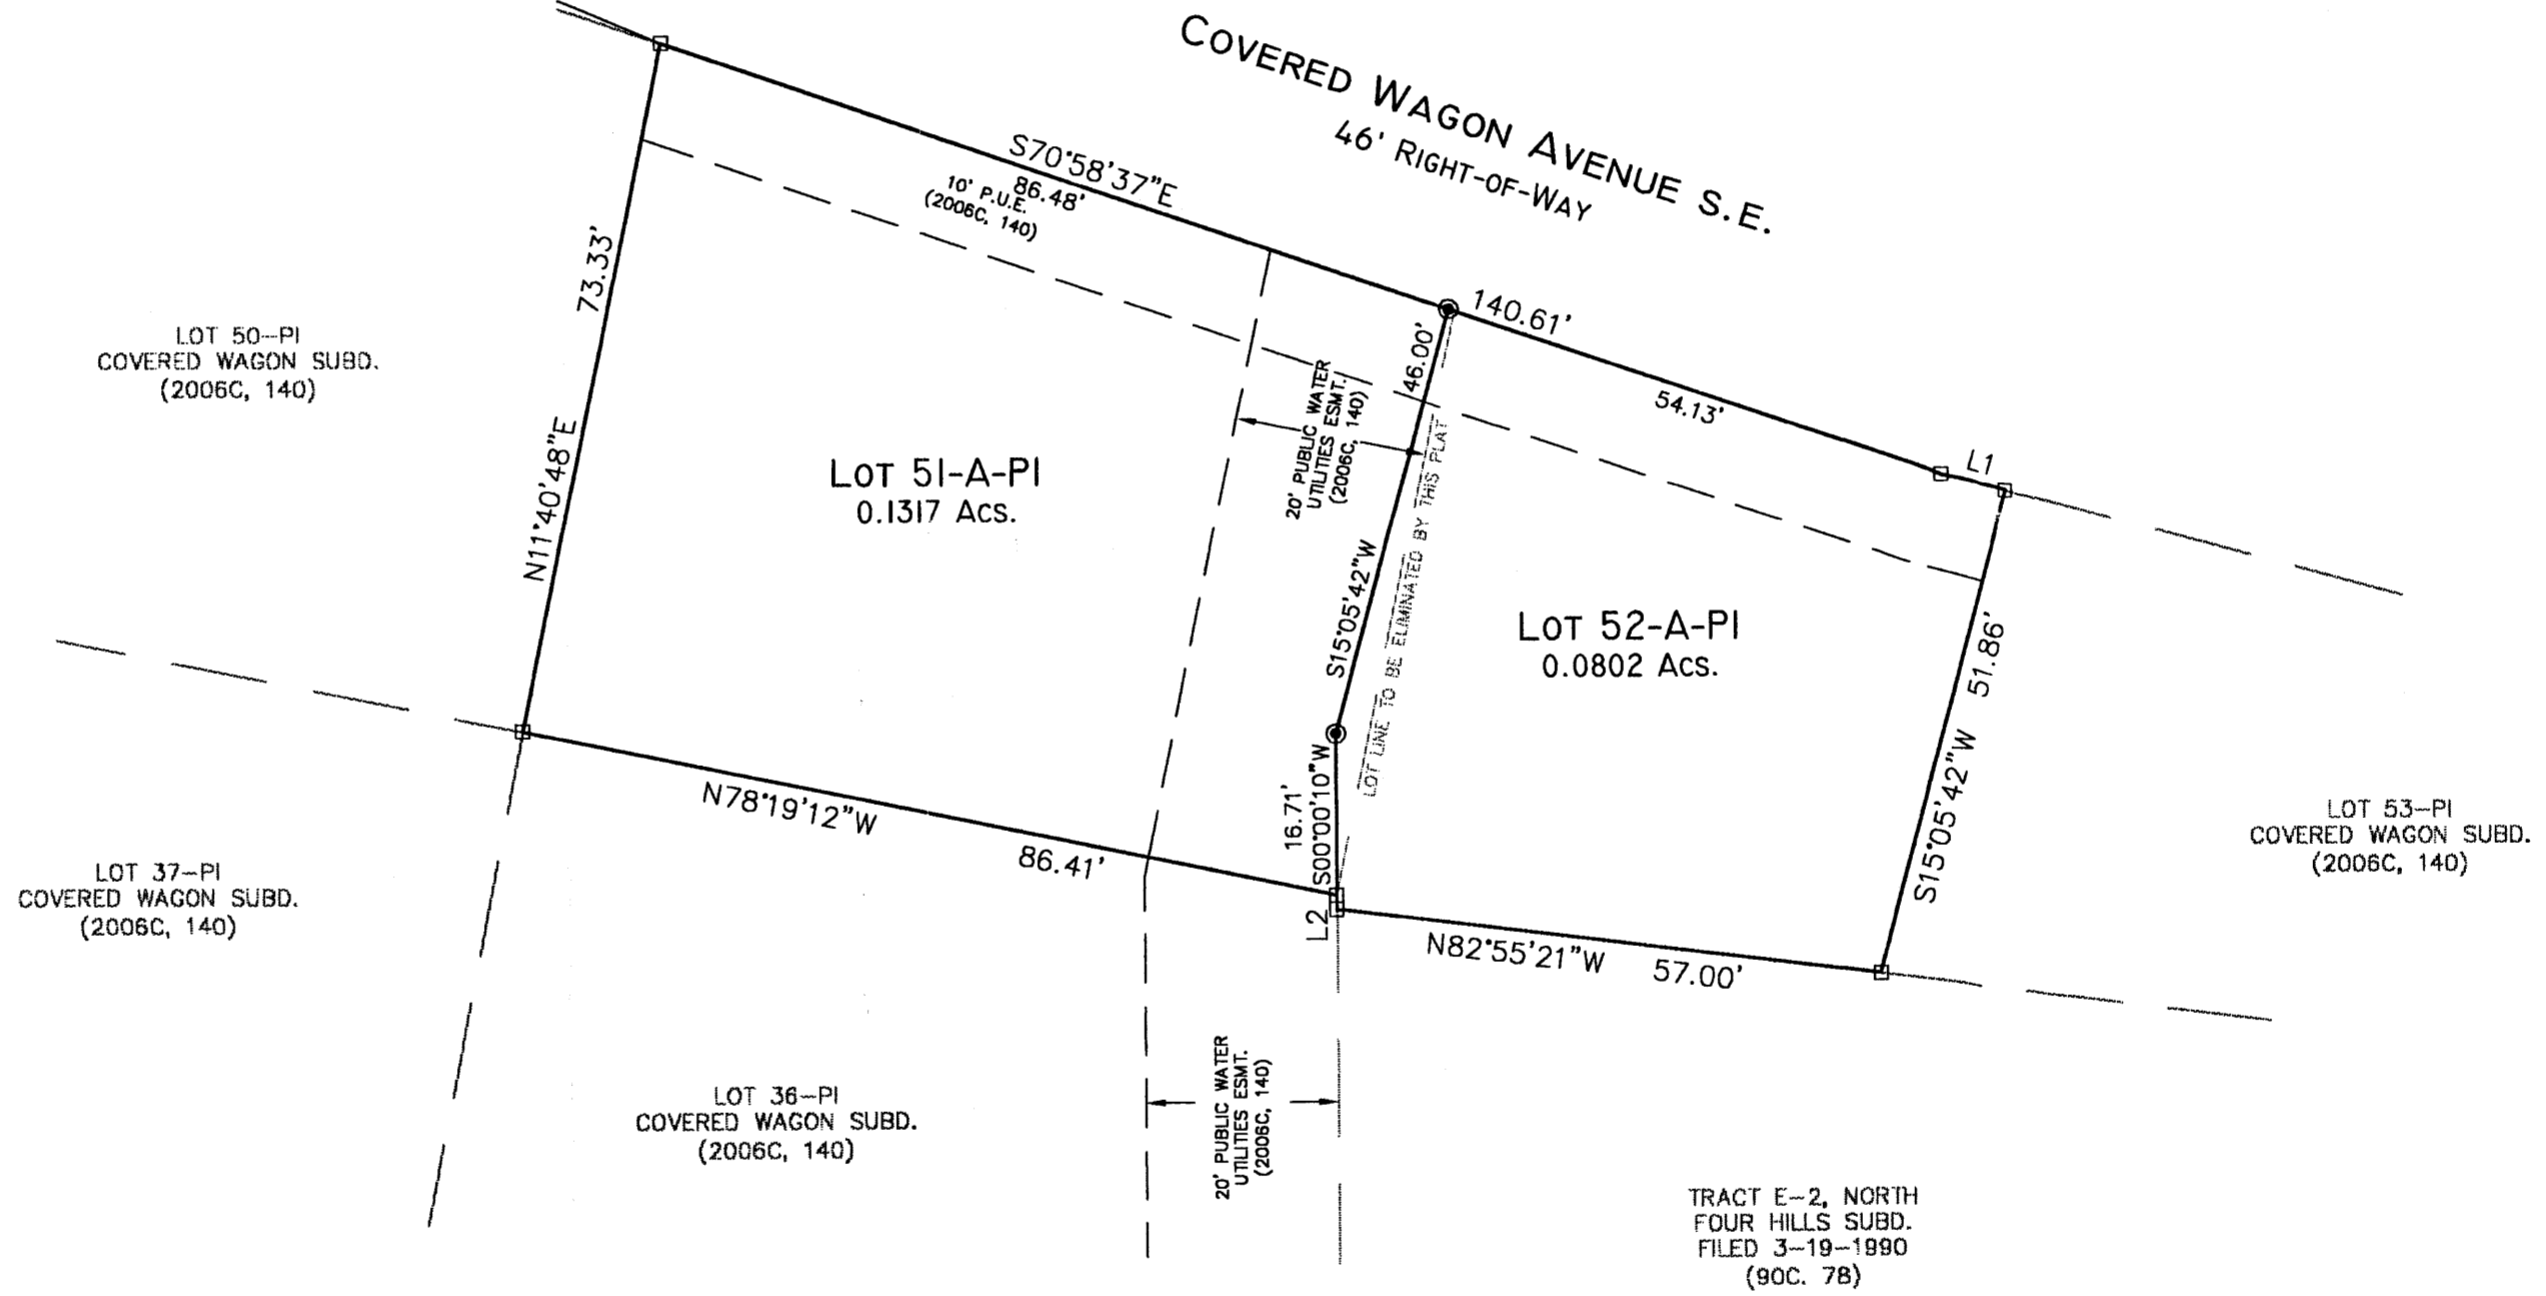 COVERED WAGON AVENUE S.E.
46' RIGHT-OF-WAY
S70°58'37"E
86.48'
10' P.U.E.
(2006C, 140)
140.61'
54.13'
L1
73.33'
N11°40'48"E
LOT 50-P1
COVERED WAGON SUBD.
(2006C, 140)
LOT 51-A-P1
0.1317 ACS.
20' PUBLIC WATER
UTILITIES ESMT.
(2006C, 140)
46.00'
S15°05'42"W
LOT LINE TO BE ELIMINATED BY THIS PLAT
LOT 52-A-P1
0.0802 ACS.
51.86'
S15°05'42"W
N78°19'12"W
86.41'
16.71'
S00°00'10"W
L2
N82°55'21"W
57.00'
LOT 53-P1
COVERED WAGON SUBD.
(2006C, 140)
LOT 37-P1
COVERED WAGON SUBD.
(2006C, 140)
LOT 36-P1
COVERED WAGON SUBD.
(2006C, 140)
20' PUBLIC WATER
UTILITIES ESMT.
(2006C, 140)
TRACT E-2, NORTH
FOUR HILLS SUBD.
FILED 3-19-1990
(90C. 78)